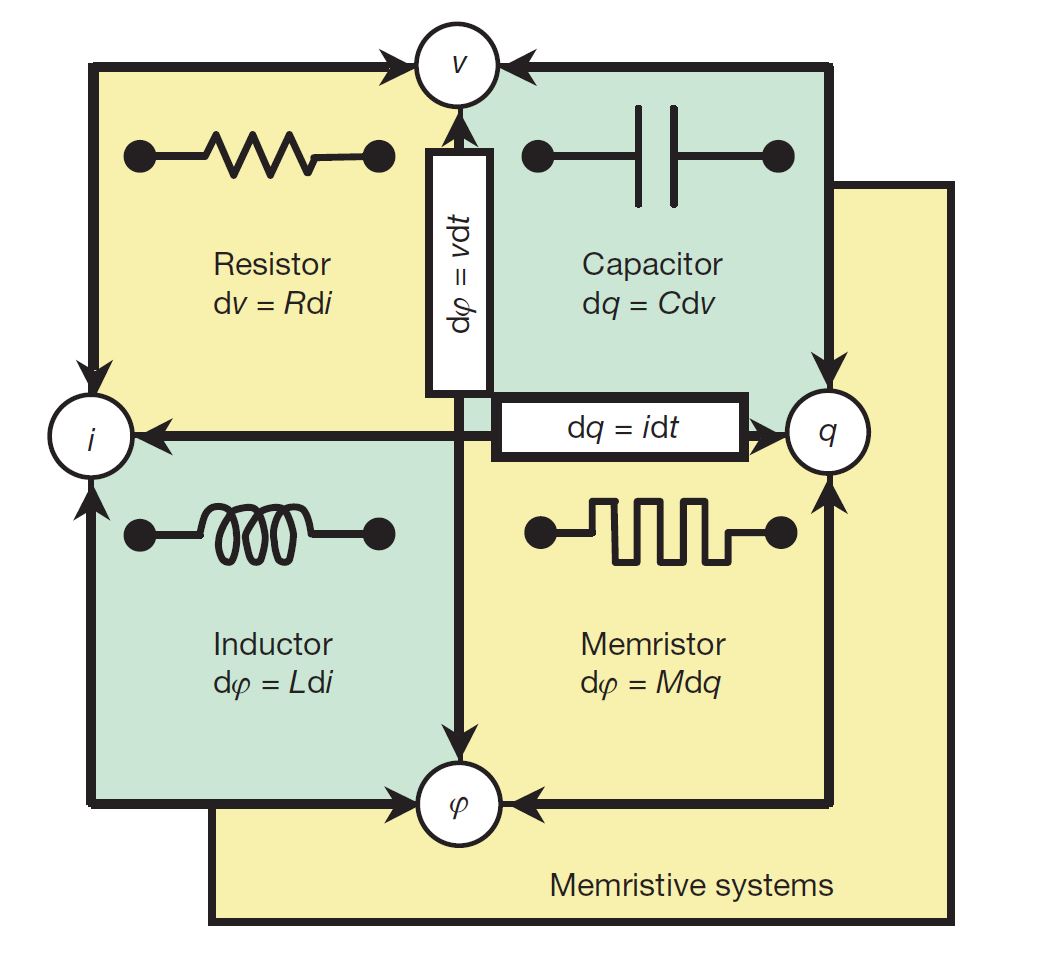 v
Resistor
dv = Rdi
dφ = vdt
Capacitor
dq = Cdv
i
dq = idt
q
Inductor
dφ = Ldi
Memristor
dφ = Mdq
φ
Memristive systems